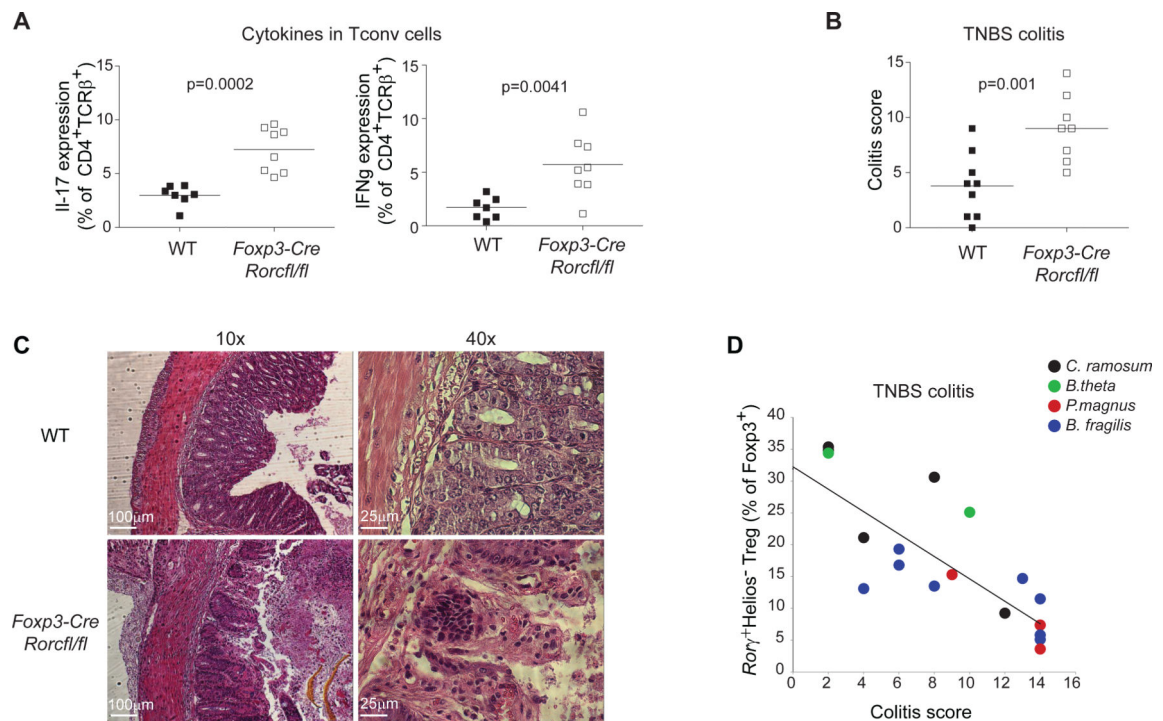 A
Cytokines in Tconv cells
Il-17 expression
(% of CD4⁺TCRβ⁺)
15
10
5
0
p=0.0002
WT
Foxp3-Cre
Rorcfl/fl
IFNg expression
(% of CD4⁺TCRβ⁺)
15
10
5
0
p=0.0041
WT
Foxp3-Cre
Rorcfl/fl
B
TNBS colitis
Colitis score
15
10
5
0
p=0.001
WT
Foxp3-Cre
Rorcfl/fl
C
10x
40x
WT
100µm
25µm
Foxp3-Cre
Rorcfl/fl
100µm
25µm
D
C. ramosum
B.theta
P.magnus
B. fragilis
TNBS colitis
Rorγ⁺Helios⁻ Treg (% of Foxp3⁺)
40
35
30
25
20
15
10
5
0
0 2 4 6 8 10 12 14 16
Colitis score